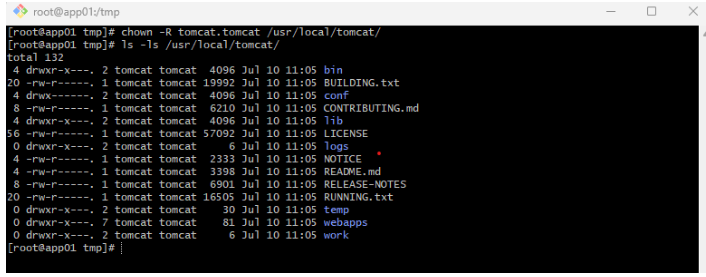 root@app01:/tmp
[root@app01 tmp]# chown -R tomcat.tomcat /usr/local/tomcat/
[root@app01 tmp]# ls -ls /usr/local/tomcat/
total 132
4 drwxr-x---. 2 tomcat tomcat 4096 Jul 10 11:05 bin
20 -rw-r-----. 1 tomcat tomcat 19992 Jul 10 11:05 BUILDING.txt
4 drwx------. 2 tomcat tomcat 4096 Jul 10 11:05 conf
8 -rw-r-----. 1 tomcat tomcat 6210 Jul 10 11:05 CONTRIBUTING.md
4 drwxr-x---. 2 tomcat tomcat 4096 Jul 10 11:05 lib
56 -rw-r-----. 1 tomcat tomcat 57092 Jul 10 11:05 LICENSE
0 drwxr-x---. 2 tomcat tomcat 6 Jul 10 11:05 logs
4 -rw-r-----. 1 tomcat tomcat 2333 Jul 10 11:05 NOTICE
4 -rw-r-----. 1 tomcat tomcat 3398 Jul 10 11:05 README.md
8 -rw-r-----. 1 tomcat tomcat 6901 Jul 10 11:05 RELEASE-NOTES
20 -rw-r-----. 1 tomcat tomcat 16505 Jul 10 11:05 RUNNING.txt
0 drwxr-x---. 2 tomcat tomcat 30 Jul 10 11:05 temp
0 drwxr-x---. 7 tomcat tomcat 81 Jul 10 11:05 webapps
0 drwxr-x---. 2 tomcat tomcat 6 Jul 10 11:05 work
[root@app01 tmp]#